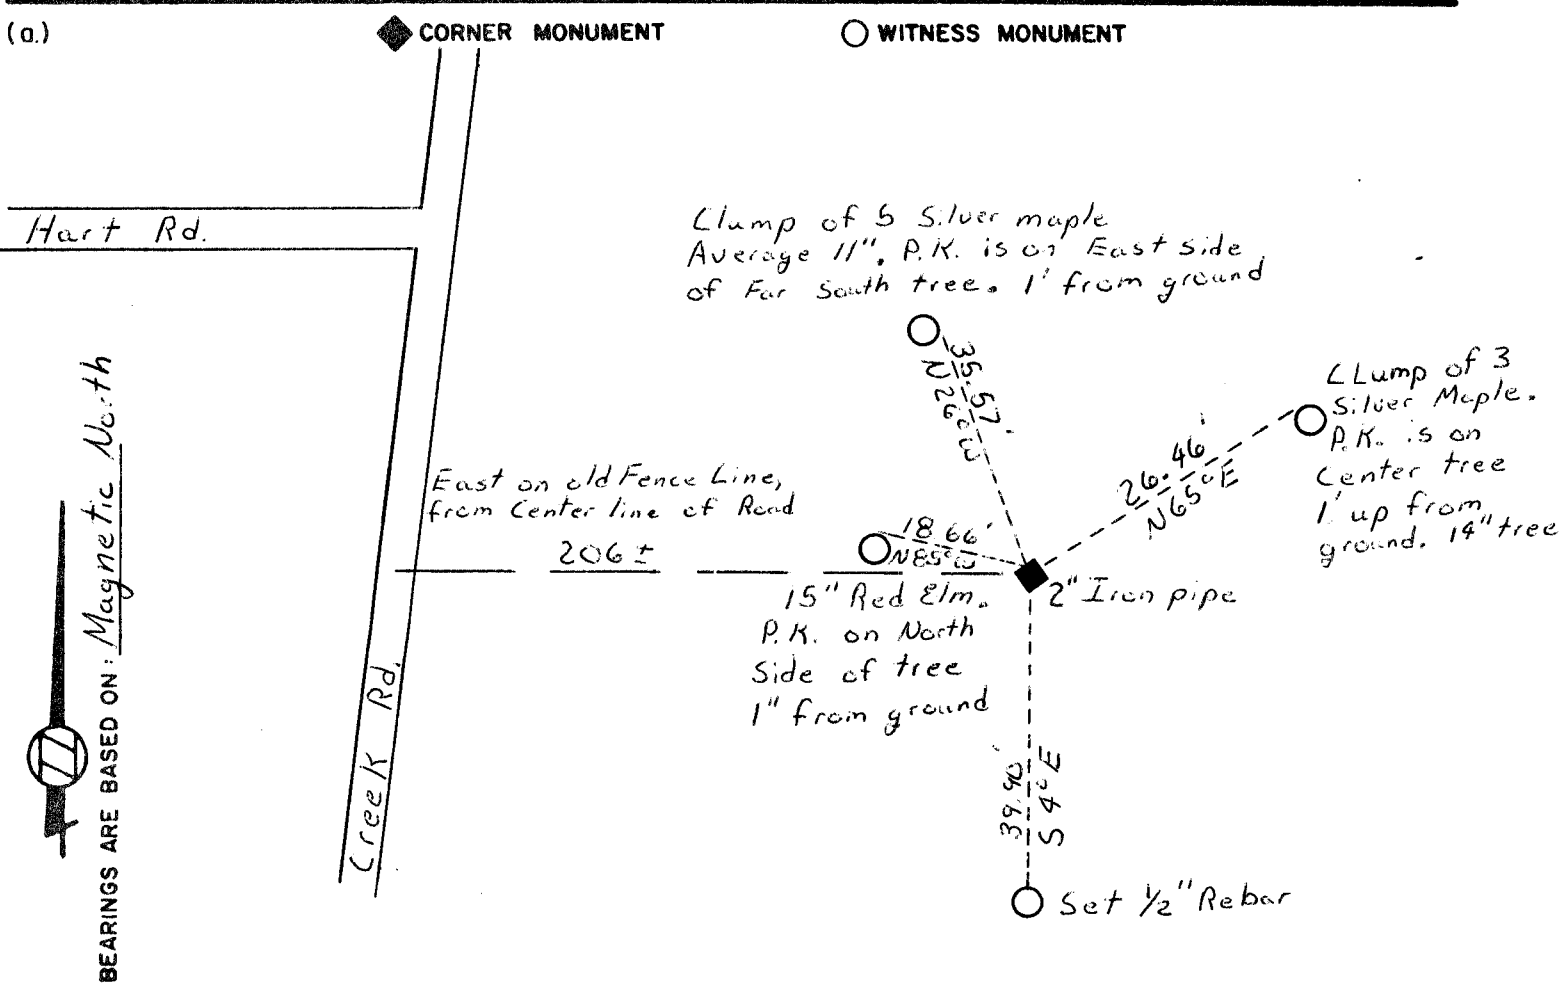 (a.)
CORNER MONUMENT
WITNESS MONUMENT
Hart Rd.
Clump of 5 Silver maple
Average 11". P.K. is on East side
of Far South tree. 1' from ground
35.57'
N26°W
CLump of 3
Silver Maple.
P.K. is on
Center tree
1' up from
ground. 14" tree
26.46'
N65°E
East on old Fence Line,
from Center line of Road
206 ±
18.66'
N85°W
15" Red Elm.
P.K. on North
Side of tree
1" from ground
2" Iron pipe
39.90'
S 4° E
Set 1/2" Rebar
Creek Rd.
BEARINGS ARE BASED ON: Magnetic North